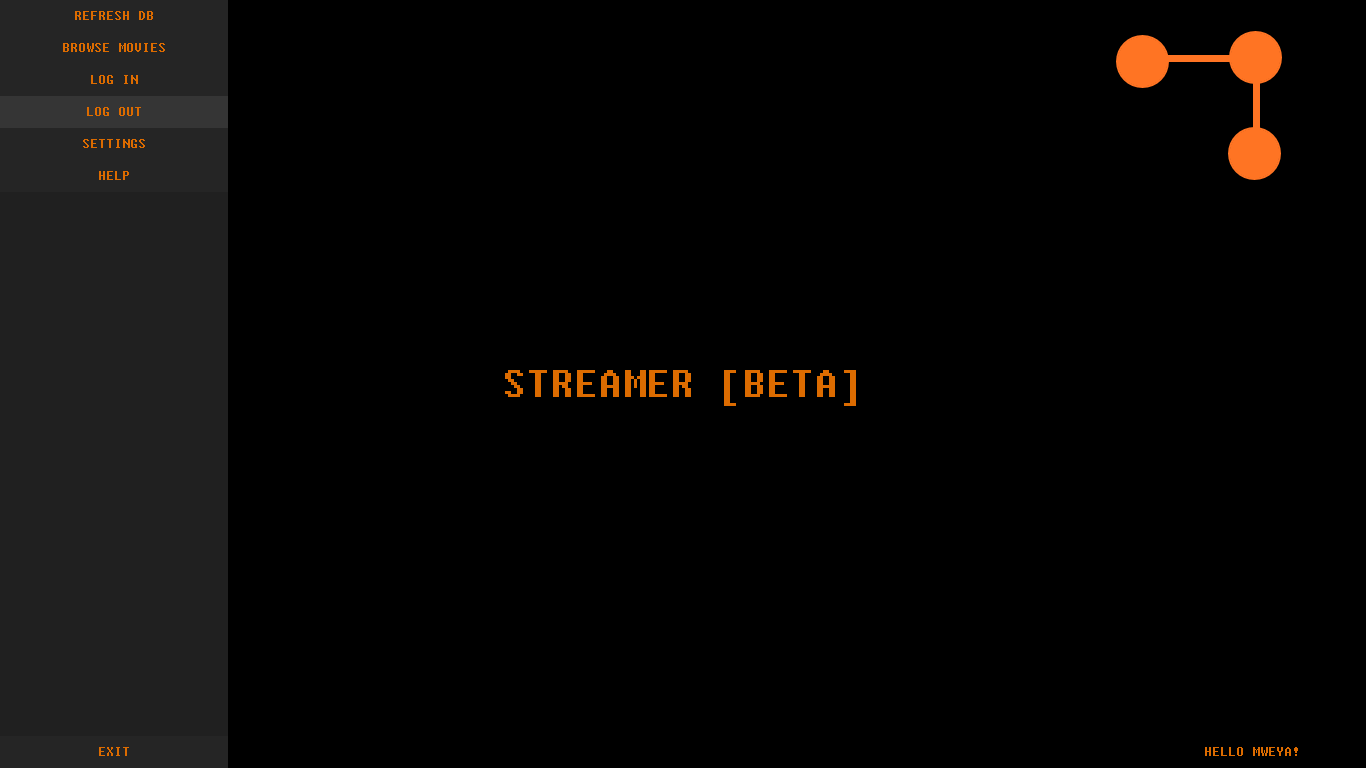 REFRESH DB
BROWSE MOVIES
LOG IN
LOG OUT
SETTINGS
HELP
STREAMER [BETA]
EXIT
HELLO MWEYA!